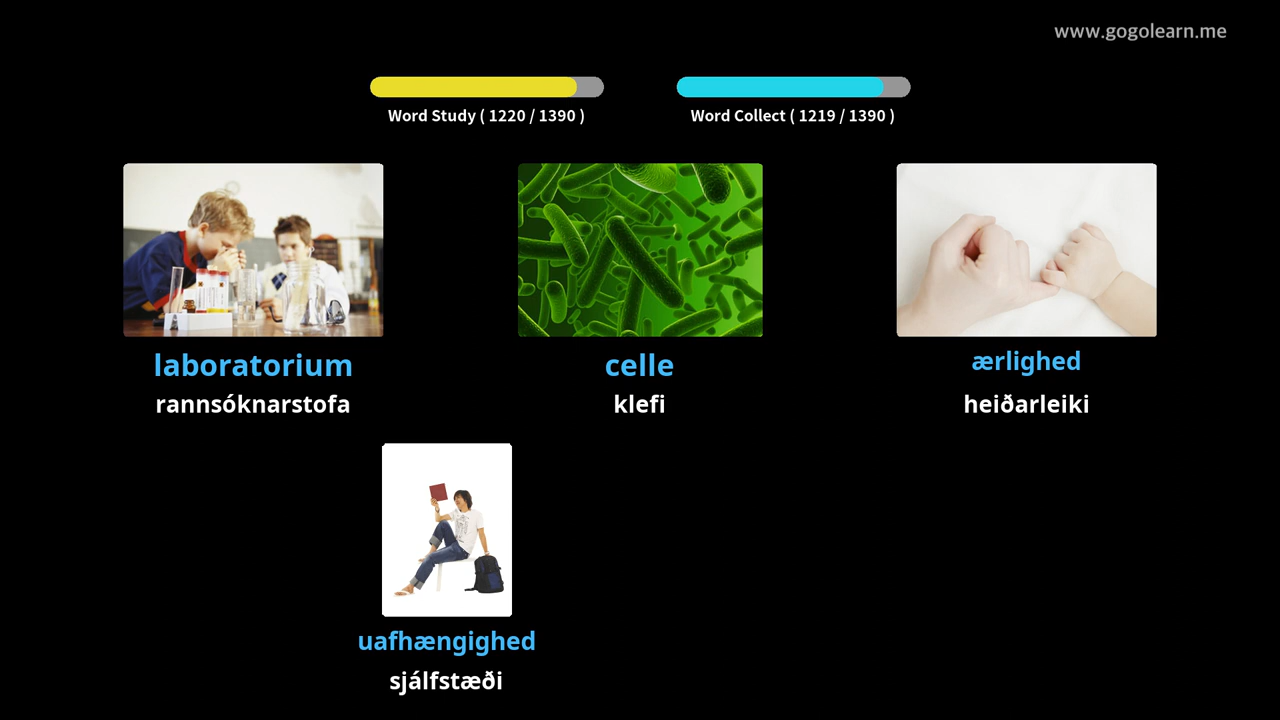 www.gogolearn.me
Word Study ( 1220 / 1390 )
Word Collect ( 1219 / 1390 )
laboratorium
rannsóknarstofa
celle
klefi
ærlighed
heiðarleiki
uafhængighed
sjálfstæði